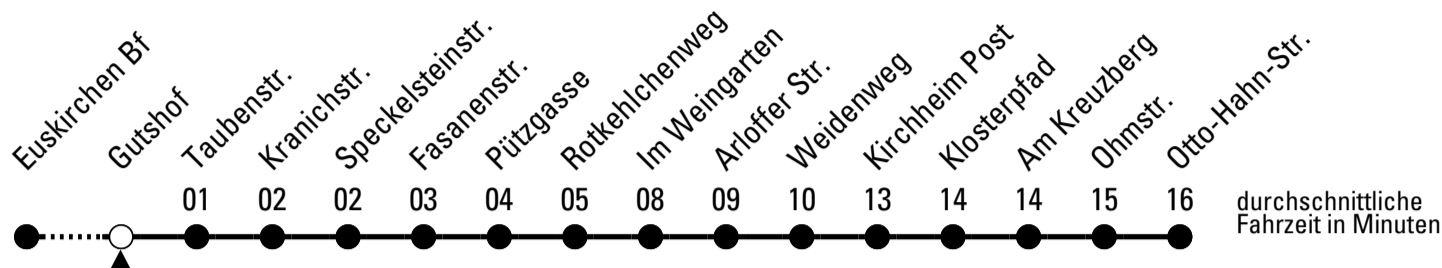 Euskirchen Bf
Gutshof
Taubenstr.
Kranichstr.
Speckelsteinstr.
Fasanenstr.
Pützgasse
Rotkehlchenweg
Im Weingarten
Arloffer Str.
Weidenweg
Kirchheim Post
Klosterpfad
Am Kreuzberg
Ohmstr.
Otto-Hahn-Str.
01 02 02 03 04 05 08 09 10 13 14 14 15 16
durchschnittliche
Fahrzeit in Minuten